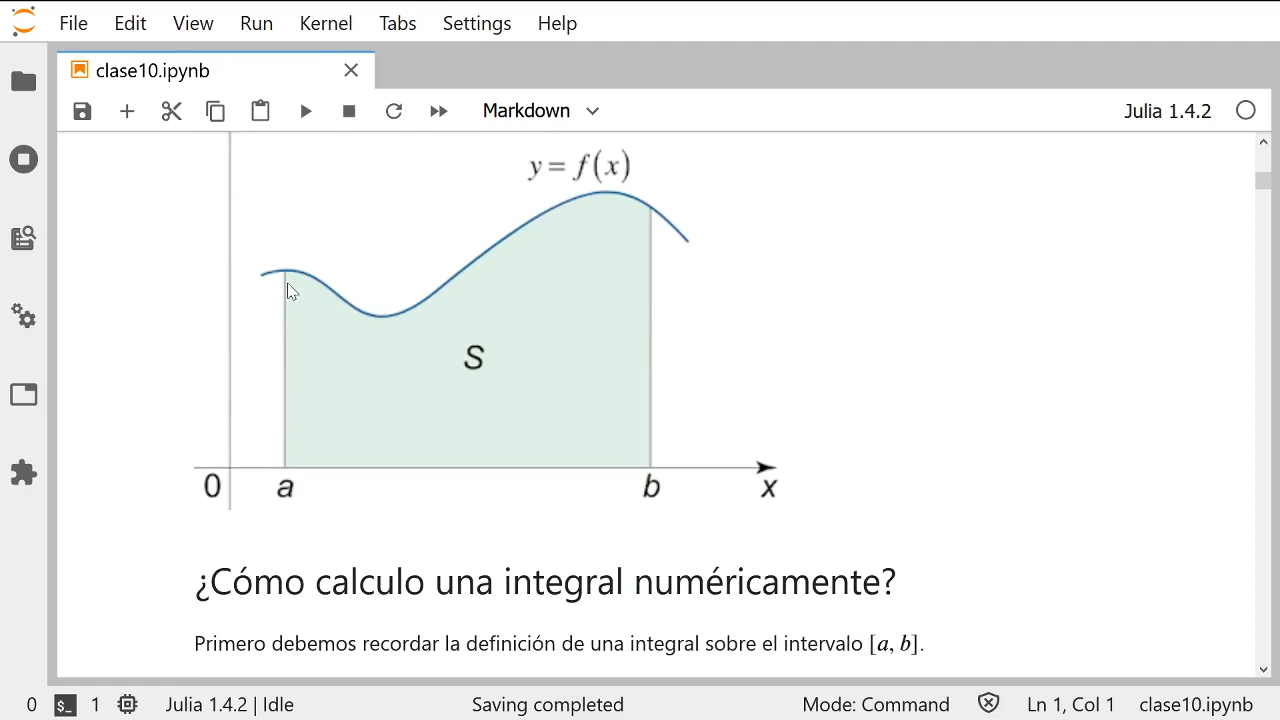 File Edit View Run Kernel Tabs Settings Help
clase10.ipynb
Markdown Julia 1.4.2
y = f(x)
S
0 a b x
¿Cómo calculo una integral numéricamente?
Primero debemos recordar la definición de una integral sobre el intervalo [a, b].
0 $_ 1 Julia 1.4.2 | Idle Saving completed Mode: Command Ln 1, Col 1 clase10.ipynb